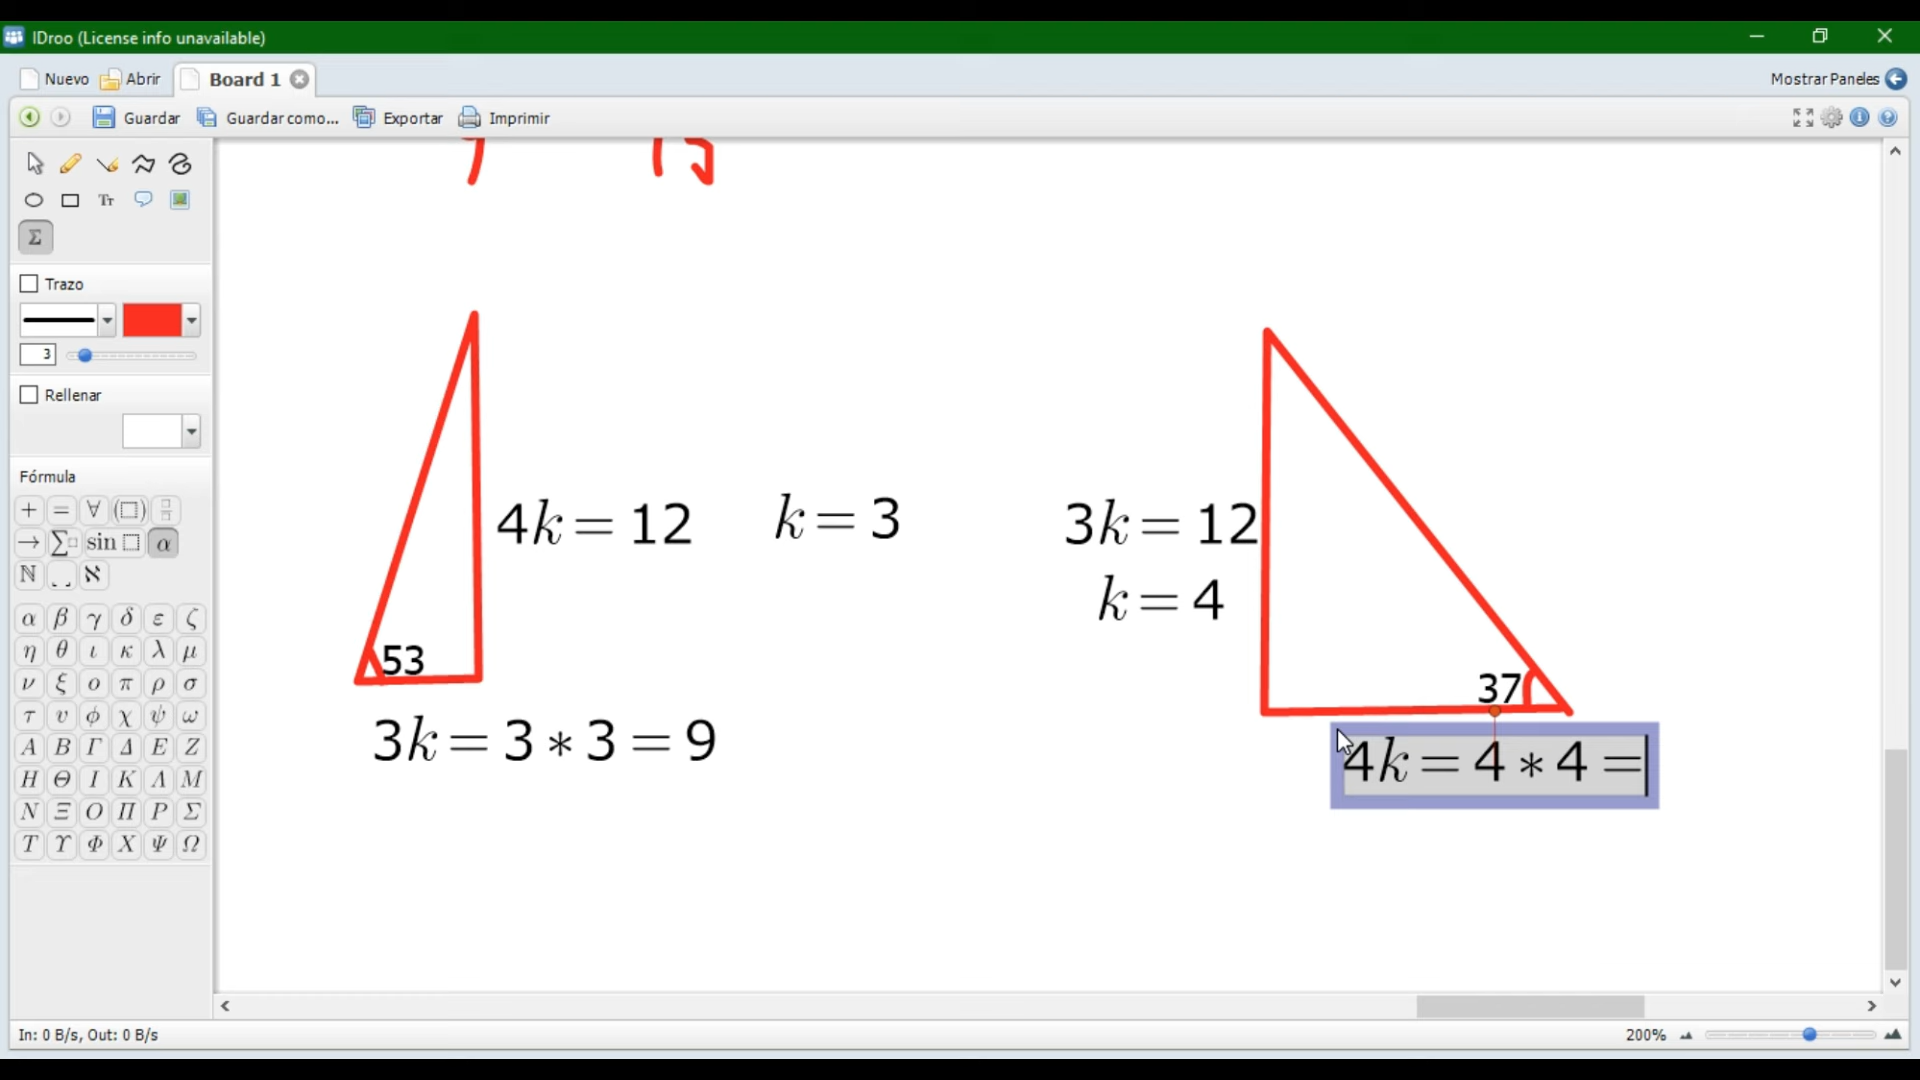 IDroo (License info unavailable)
Nuevo Abrir Board 1 Mostrar Paneles
Guardar Guardar como... Exportar Imprimir
Tт
Σ
Trazo
3
Rellenar
Fórmula
+ = ∀ (□)
→ ∑□ sin □ α
ℕ ℵ
α β γ δ ε ζ
η θ ι κ λ μ
ν ξ ο π ρ σ
τ υ ϕ χ ψ ω
Α Β Γ Δ Ε Ζ
Η Θ Ι Κ Λ Μ
Ν Ξ Ο Π Ρ Σ
Τ ϒ Φ Χ Ψ Ω
4k = 12
k = 3
53
3k = 3 * 3 = 9
3k = 12
k = 4
37
4k = 4 * 4 =
In: 0 B/s, Out: 0 B/s
200%